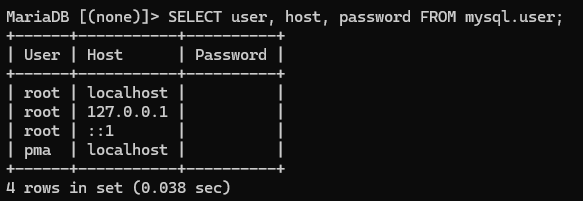 MariaDB [(none)]> SELECT user, host, password FROM mysql.user;
+------+-----------+----------+
| User | Host      | Password |
+------+-----------+----------+
| root | localhost |          |
| root | 127.0.0.1 |          |
| root | ::1       |          |
| pma  | localhost |          |
+------+-----------+----------+
4 rows in set (0.038 sec)